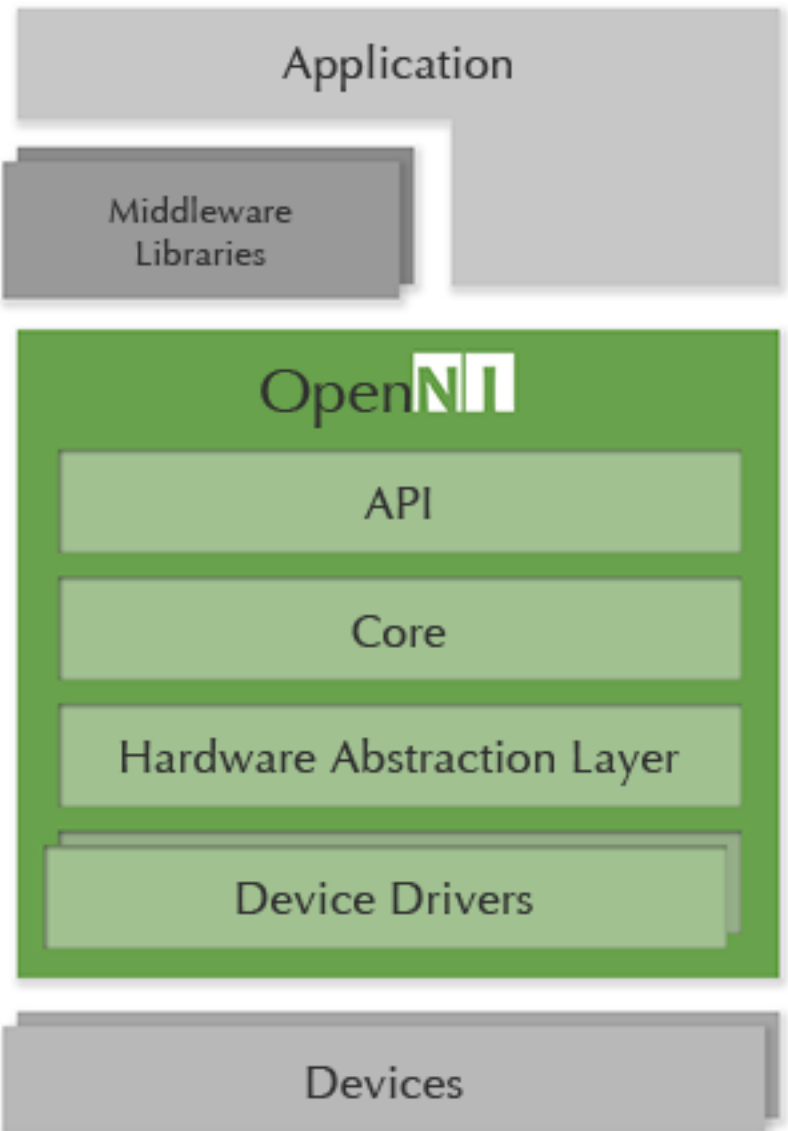 Application
Middleware
Libraries
OpenNI
API
Core
Hardware Abstraction Layer
Device Drivers
Devices